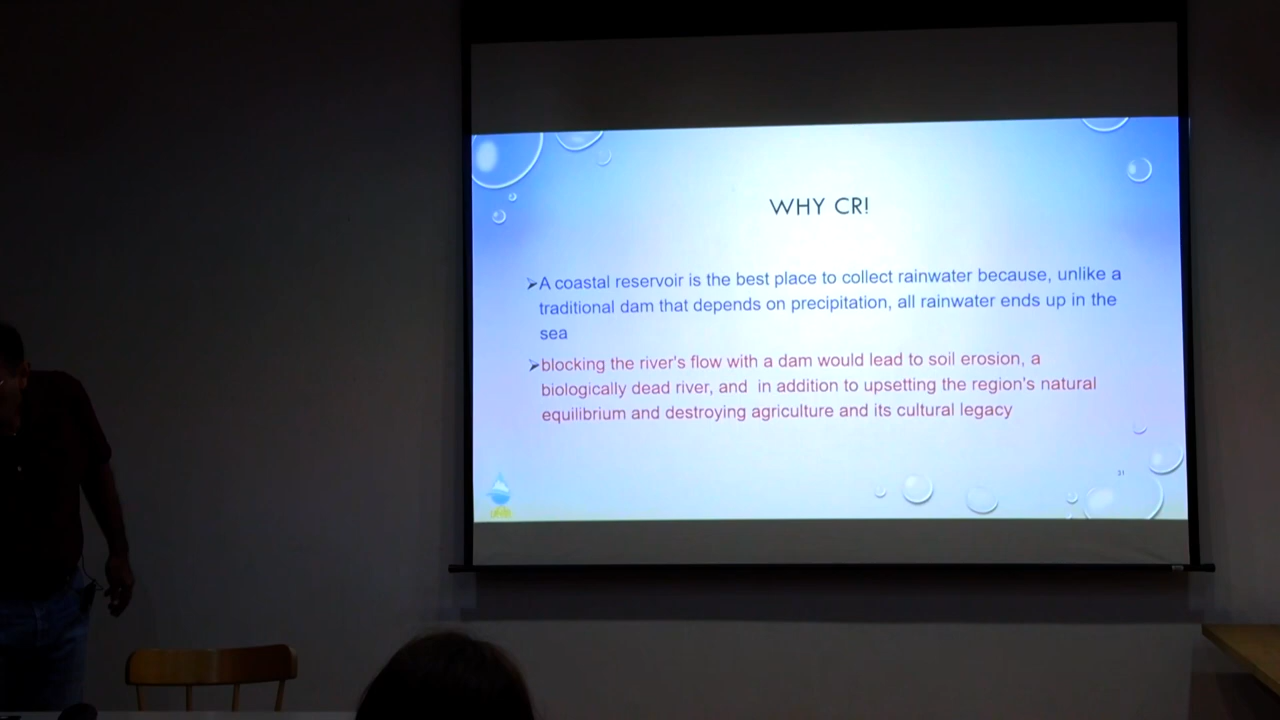 WHY CR!
➤A coastal reservoir is the best place to collect rainwater because, unlike a
traditional dam that depends on precipitation, all rainwater ends up in the
sea
➤blocking the river's flow with a dam would lead to soil erosion, a
biologically dead river, and in addition to upsetting the region's natural
equilibrium and destroying agriculture and its cultural legacy
31